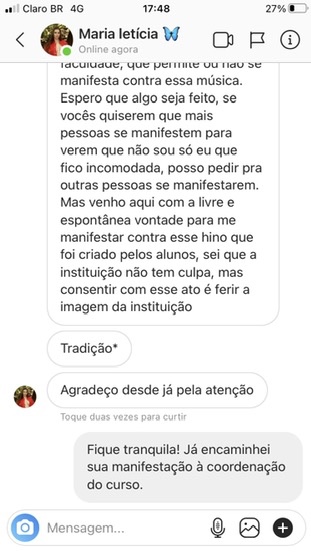 Claro BR 4G 17:48 27%
Maria letícia
Online agora
faculdade, que permite ou não se
manifesta contra essa música.
Espero que algo seja feito, se
vocês quiserem que mais
pessoas se manifestem para
verem que não sou só eu que
fico incomodada, posso pedir pra
outras pessoas se manifestarem.
Mas venho aqui com a livre e
espontânea vontade para me
manifestar contra esse hino que
foi criado pelos alunos, sei que a
instituição não tem culpa, mas
consentir com esse ato é ferir a
imagem da instituição
Tradição*
Agradeço desde já pela atenção
Toque duas vezes para curtir
Fique tranquila! Já encaminhei
sua manifestação à coordenação
do curso.
Mensagem...